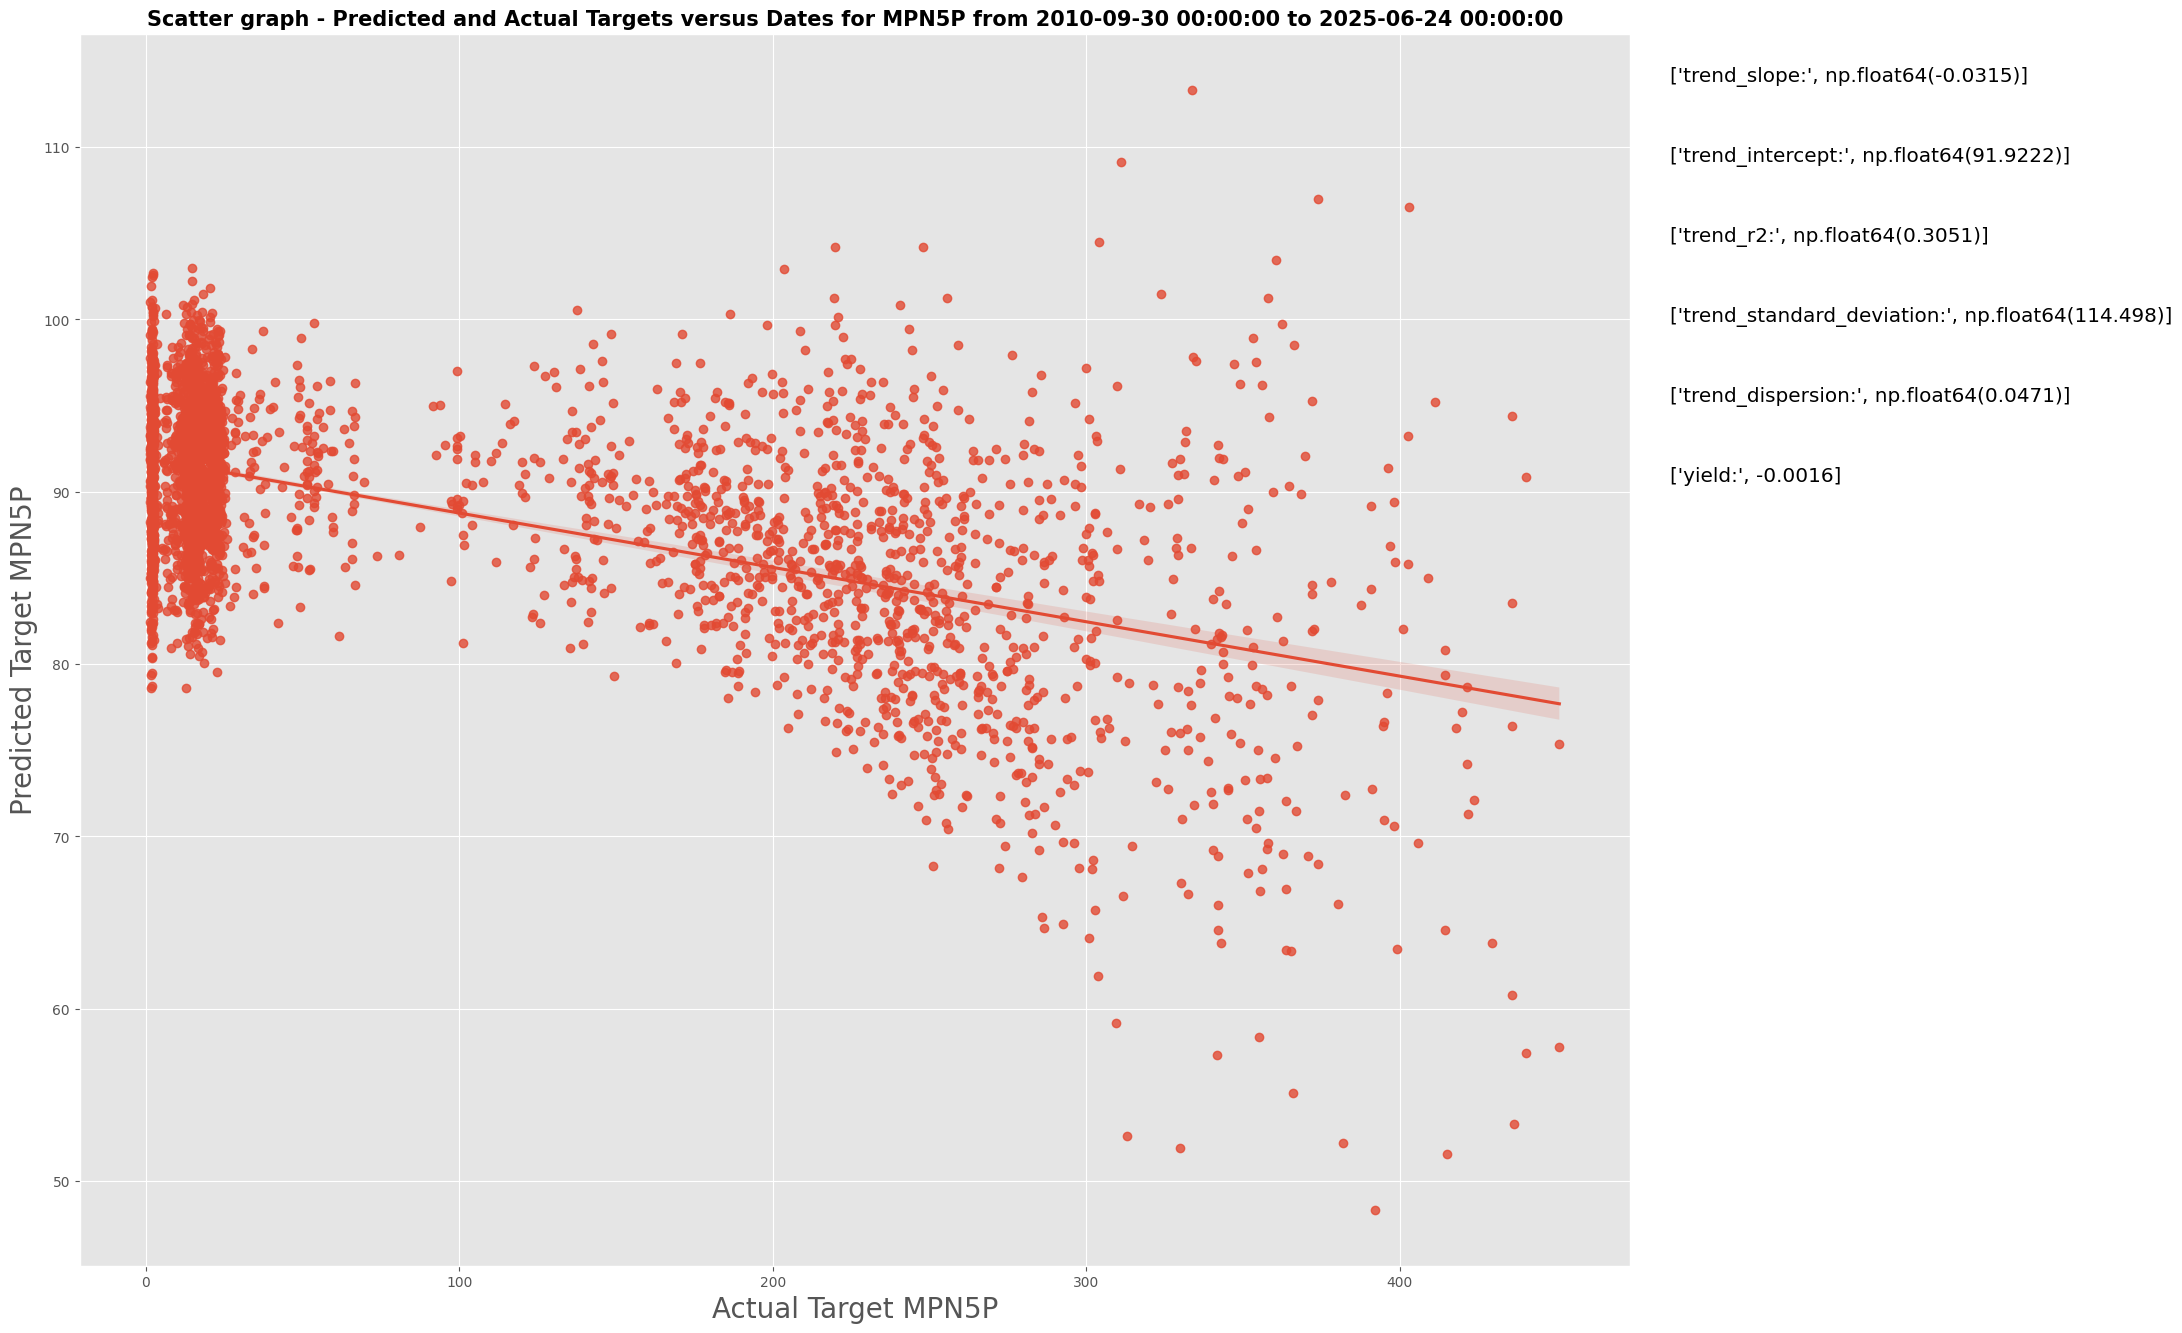 Scatter graph - Predicted and Actual Targets versus Dates for MPN5P from 2010-09-30 00:00:00 to 2025-06-24 00:00:00
['trend_slope:', np.float64(-0.0315)]
['trend_intercept:', np.float64(91.9222)]
['trend_r2:', np.float64(0.3051)]
['trend_standard_deviation:', np.float64(114.498)]
['trend_dispersion:', np.float64(0.0471)]
['yield:', -0.0016]
Predicted Target MPN5P
110
100
90
80
70
60
50
0 100 200 300 400
Actual Target MPN5P